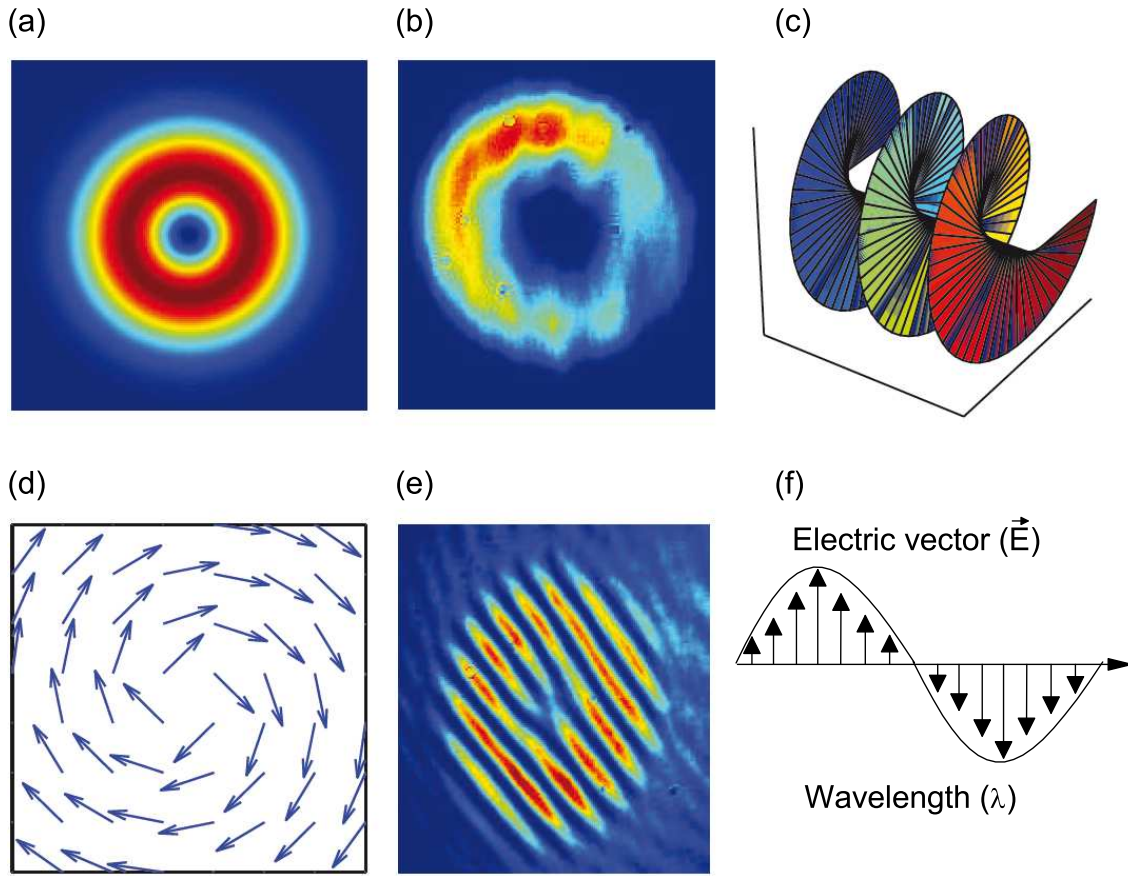 (a)
(b)
(c)
(d)
(e)
(f)
Electric vector (E⃗)
Wavelength (λ)